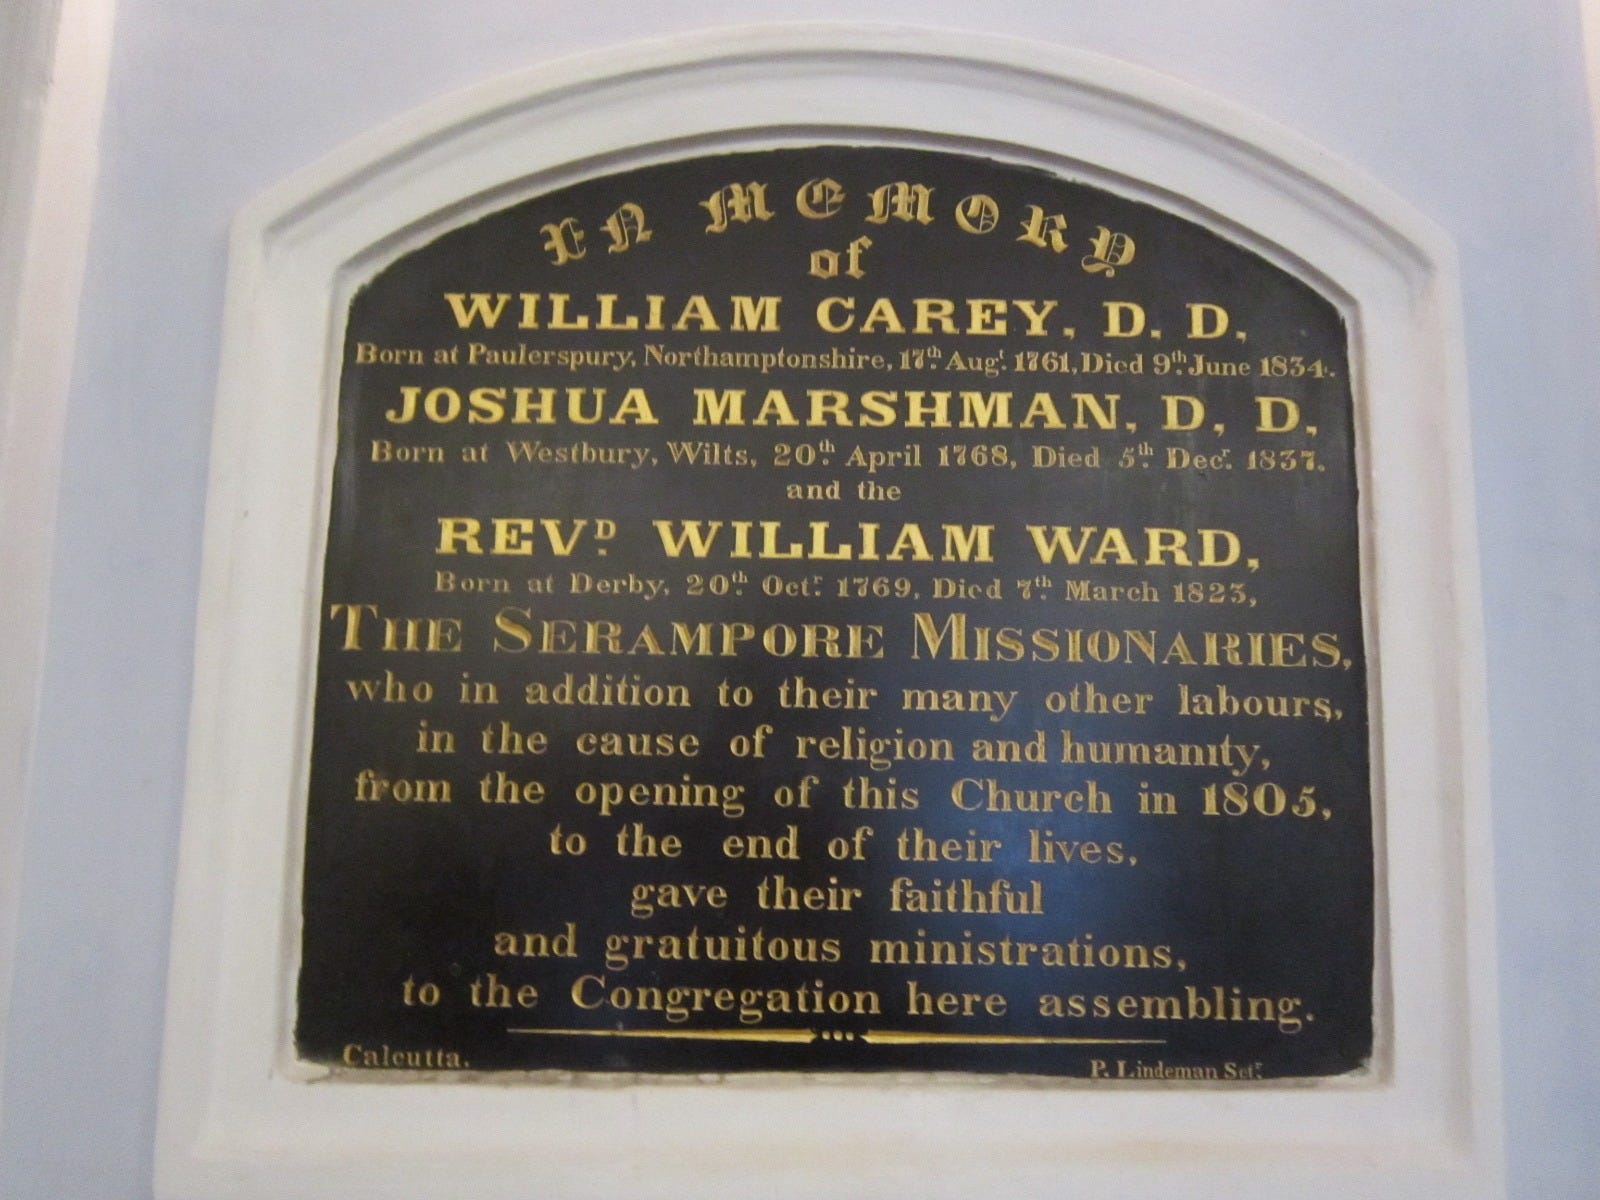 IN MEMORY
of
WILLIAM CAREY, D. D,
Born at Paulerspury, Northamptonshire, 17th. Augt. 1761, Died 9th. June 1834.
JOSHUA MARSHMAN, D, D,
Born at Westbury, Wilts, 20th. April 1768, Died 5th. Decr. 1837.
and the
REVD. WILLIAM WARD,
Born at Derby, 20th. Octr. 1769, Died 7th. March 1823,
THE SERAMPORE MISSIONARIES,
who in addition to their many other labours,
in the cause of religion and humanity,
from the opening of this Church in 1805,
to the end of their lives,
gave their faithful
and gratuitous ministrations,
to the Congregation here assembling.
Calcutta. P. Lindeman Sctr.